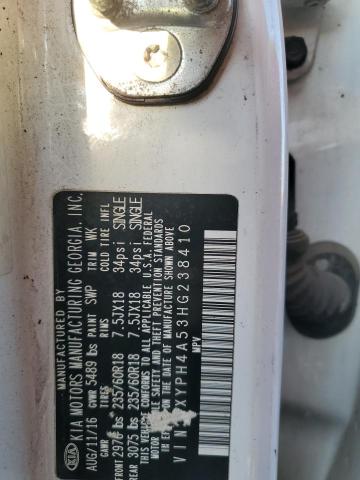 KIA
MANUFACTURED BY
KIA MOTORS MANUFACTURING GEORGIA, INC.
AUG/11/16 GVWR 5489 lbs PAINT SWP TRIM WK
GAWR RIMS COLD TIRE INFL
FRONT 2976 lbs 235/60R18 7.5JX18 34psi SINGLE
REAR 3075 lbs 235/60R18 7.5JX18 34psi SINGLE
THIS VEHICLE CONFORMS TO ALL APPLICABLE U.S.A. FEDERAL
MOTOR VEHICLE SAFETY, BUMPER AND THEFT PREVENTION STANDARDS
IN EFFECT ON THE DATE OF MANUFACTURE SHOWN ABOVE.
VIN XYPH4A53HG238410
MPV